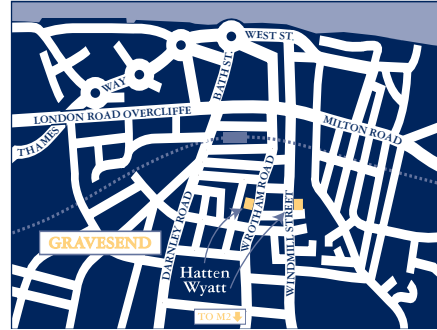 WEST ST.
BATH ST.
WAY
LONDON ROAD OVERCLIFFE
MILTON ROAD
THAMES
WROTHAM ROAD
DARNLEY ROAD
WINDMILL STREET
GRAVESEND
Hatten
Wyatt
TO M2